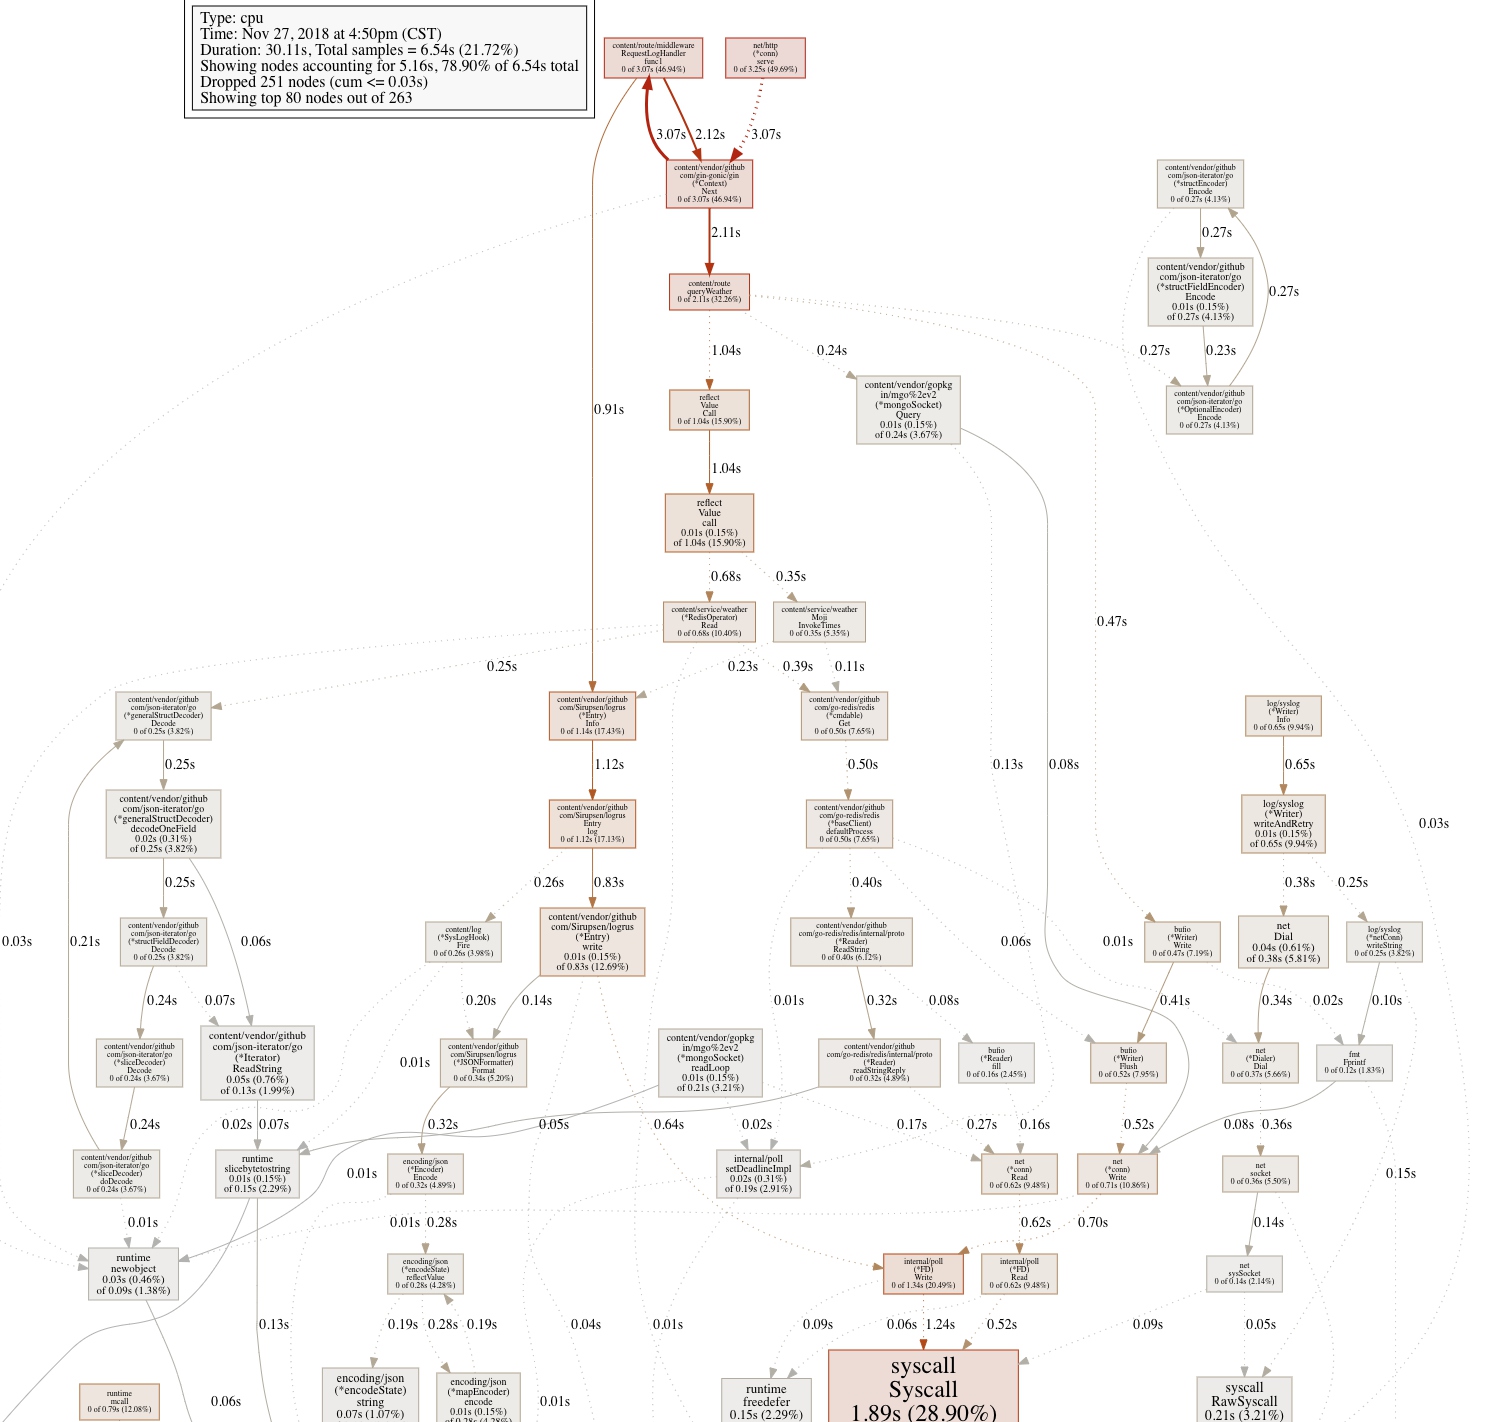 Type: cpu
Time: Nov 27, 2018 at 4:50pm (CST)
Duration: 30.11s, Total samples = 6.54s (21.72%)
Showing nodes accounting for 5.16s, 78.90% of 6.54s total
Dropped 251 nodes (cum <= 0.03s)
Showing top 80 nodes out of 263
content/route/middleware
RequestLogHandler
func1
0 of 3.07s (46.94%)
net/http
(*conn)
serve
0 of 3.25s (49.69%)
3.07s
2.12s
3.07s
content/vendor/github
com/gin-gonic/gin
(*Context)
Next
0 of 3.07s (46.94%)
content/vendor/github
com/json-iterator/go
(*structEncoder)
Encode
0 of 0.27s (4.13%)
2.11s
0.27s
content/route
queryWeather
0 of 2.11s (32.26%)
content/vendor/github
com/json-iterator/go
(*structFieldEncoder)
Encode
0.01s (0.15%)
of 0.27s (4.13%)
0.27s
1.04s
0.24s
0.27s
0.23s
reflect
Value
Call
0 of 1.04s (15.90%)
content/vendor/gopkg
in/mgo%2ev2
(*mongoSocket)
Query
0.01s (0.15%)
of 0.24s (3.67%)
content/vendor/github
com/json-iterator/go
(*OptionalEncoder)
Encode
0 of 0.27s (4.13%)
0.91s
1.04s
reflect
Value
call
0.01s (0.15%)
of 1.04s (15.90%)
0.68s
0.35s
content/service/weather
(*RedisOperator)
Read
0 of 0.68s (10.40%)
content/service/weather
Moji
InvokeTimes
0 of 0.35s (5.35%)
0.47s
0.25s
0.23s
0.39s
0.11s
content/vendor/github
com/json-iterator/go
(*generalStructDecoder)
Decode
0 of 0.25s (3.82%)
content/vendor/github
com/Sirupsen/logrus
(*Entry)
Info
0 of 1.14s (17.43%)
content/vendor/github
com/go-redis/redis
(*cmdable)
Get
0 of 0.50s (7.65%)
log/syslog
(*Writer)
Info
0 of 0.65s (9.94%)
0.25s
1.12s
0.50s
0.13s
0.08s
0.65s
content/vendor/github
com/json-iterator/go
(*generalStructDecoder)
decodeOneField
0.02s (0.31%)
of 0.25s (3.82%)
content/vendor/github
com/Sirupsen/logrus
Entry
log
0 of 1.12s (17.13%)
content/vendor/github
com/go-redis/redis
(*baseClient)
defaultProcess
0 of 0.50s (7.65%)
log/syslog
(*Writer)
writeAndRetry
0.01s (0.15%)
of 0.65s (9.94%)
0.03s
0.25s
0.26s
0.83s
0.40s
0.38s
0.25s
content/vendor/github
com/json-iterator/go
(*structFieldDecoder)
Decode
0 of 0.25s (3.82%)
content/log
(*SysLogHook)
Fire
0 of 0.26s (3.98%)
content/vendor/github
com/Sirupsen/logrus
(*Entry)
write
0.01s (0.15%)
of 0.83s (12.69%)
content/vendor/github
com/go-redis/redis/internal/proto
(*Reader)
ReadString
0 of 0.40s (6.12%)
bufio
(*Writer)
Write
0 of 0.47s (7.19%)
net
Dial
0.04s (0.61%)
of 0.38s (5.81%)
log/syslog
(*netConn)
writeString
0 of 0.25s (3.82%)
0.03s
0.21s
0.06s
0.06s
0.01s
0.24s
0.07s
0.20s
0.14s
0.01s
0.32s
0.08s
0.41s
0.34s
0.02s
0.10s
content/vendor/github
com/json-iterator/go
(*sliceDecoder)
Decode
0 of 0.24s (3.67%)
content/vendor/github
com/json-iterator/go
(*Iterator)
ReadString
0.05s (0.76%)
of 0.13s (1.99%)
0.01s
content/vendor/github
com/Sirupsen/logrus
(*JSONFormatter)
Format
0 of 0.34s (5.20%)
content/vendor/gopkg
in/mgo%2ev2
(*mongoSocket)
readLoop
0.01s (0.15%)
of 0.21s (3.21%)
content/vendor/github
com/go-redis/redis/internal/proto
(*Reader)
readStringReply
0 of 0.32s (4.89%)
bufio
(*Reader)
fill
0 of 0.16s (2.45%)
bufio
(*Writer)
Flush
0 of 0.52s (7.95%)
net
(*Dialer)
Dial
0 of 0.37s (5.66%)
fmt
Fprintf
0 of 0.12s (1.83%)
0.24s
0.02s
0.07s
0.32s
0.05s
0.64s
0.02s
0.17s
0.27s
0.16s
0.52s
0.08s
0.36s
content/vendor/github
com/json-iterator/go
(*sliceDecoder)
doDecode
0 of 0.24s (3.67%)
runtime
slicebytetostring
0.01s (0.15%)
of 0.15s (2.29%)
0.01s
encoding/json
(*Encoder)
Encode
0 of 0.32s (4.89%)
internal/poll
setDeadlineImpl
0.02s (0.31%)
of 0.19s (2.91%)
net
(*conn)
Read
0 of 0.62s (9.48%)
net
(*conn)
Write
0 of 0.71s (10.86%)
net
socket
0 of 0.36s (5.50%)
0.15s
0.01s
0.01s
0.28s
0.62s
0.70s
0.14s
runtime
newobject
0.03s (0.46%)
of 0.09s (1.38%)
encoding/json
(*encodeState)
reflectValue
0 of 0.28s (4.28%)
internal/poll
(*FD)
Write
0 of 1.34s (20.49%)
internal/poll
(*FD)
Read
0 of 0.62s (9.48%)
net
sysSocket
0 of 0.14s (2.14%)
0.13s
0.19s
0.28s
0.19s
0.04s
0.01s
0.09s
0.06s
1.24s
0.52s
0.09s
0.05s
runtime
mcall
0 of 0.79s (12.08%)
0.06s
encoding/json
(*encodeState)
string
0.07s (1.07%)
encoding/json
(*mapEncoder)
encode
0.01s (0.15%)
of 0.28s (4.28%)
0.01s
runtime
freedefer
0.15s (2.29%)
syscall
Syscall
1.89s (28.90%)
syscall
RawSyscall
0.21s (3.21%)